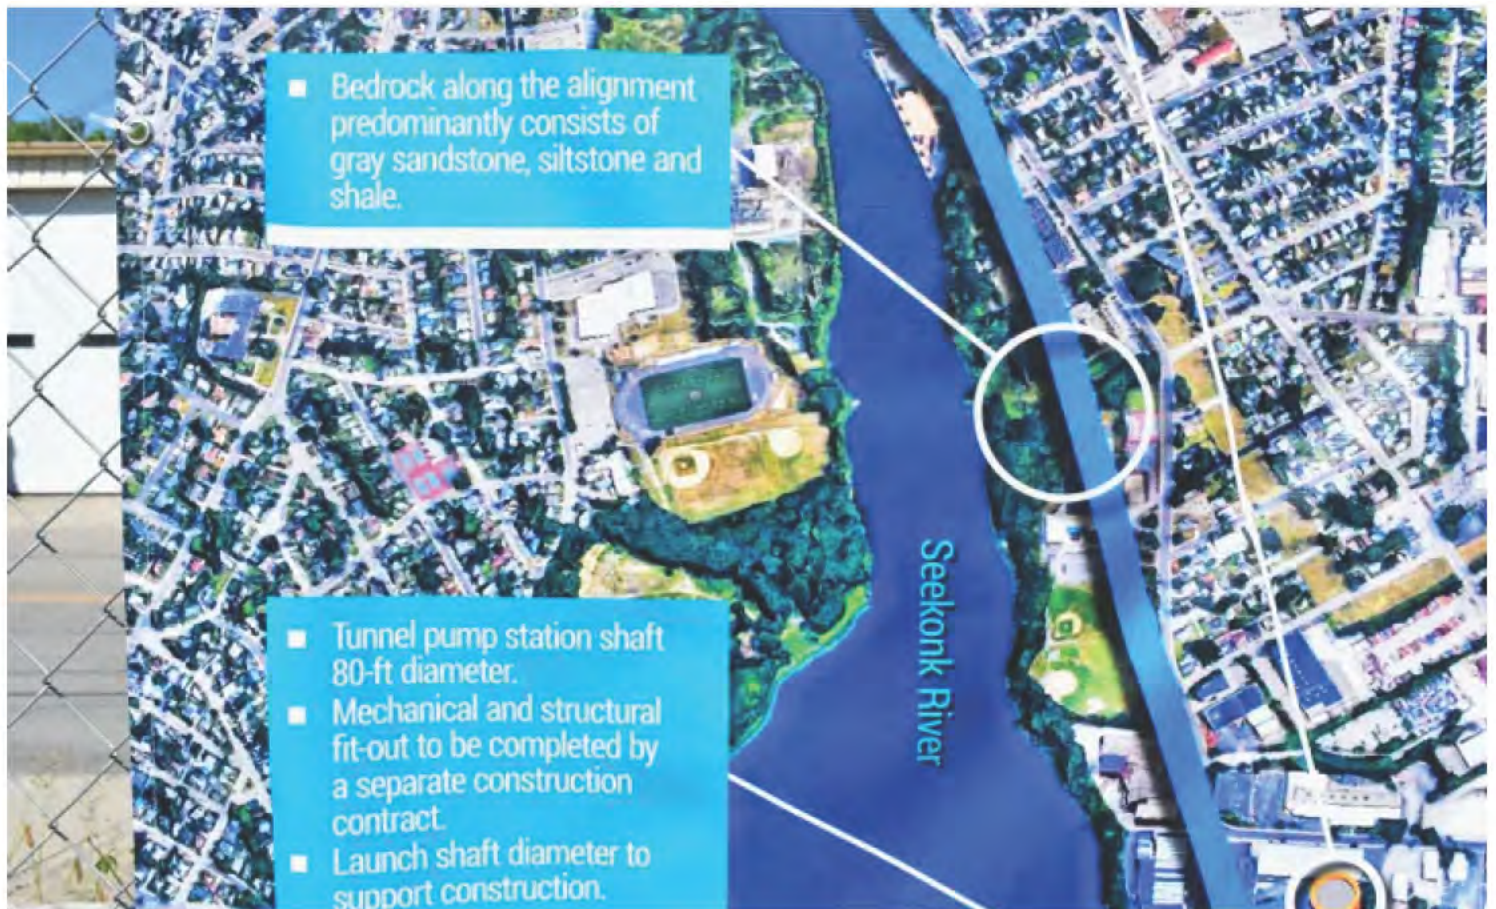 Bedrock along the alignment
predominantly consists of
gray sandstone, siltstone and
shale.
Seekonk River
Tunnel pump station shaft
80-ft diameter.
Mechanical and structural
fit-out to be completed by
a separate construction
contract.
Launch shaft diameter to
support construction.